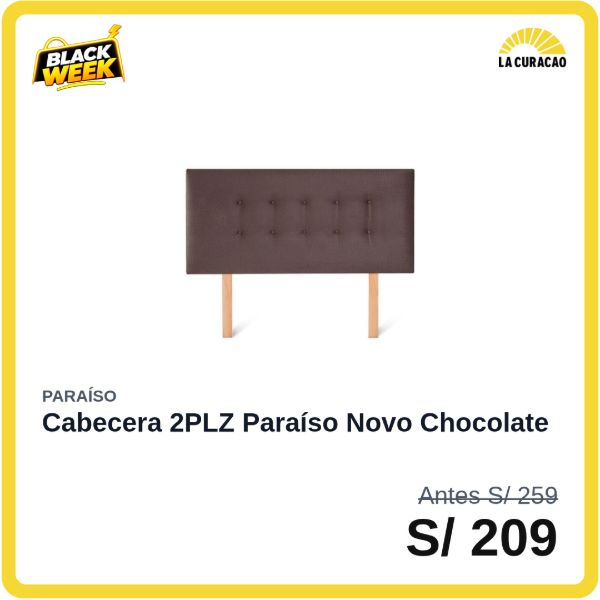 BLACK
WEEK
LA CURACAO
PARAÍSO
Cabecera 2PLZ Paraíso Novo Chocolate
Antes S/ 259
S/ 209